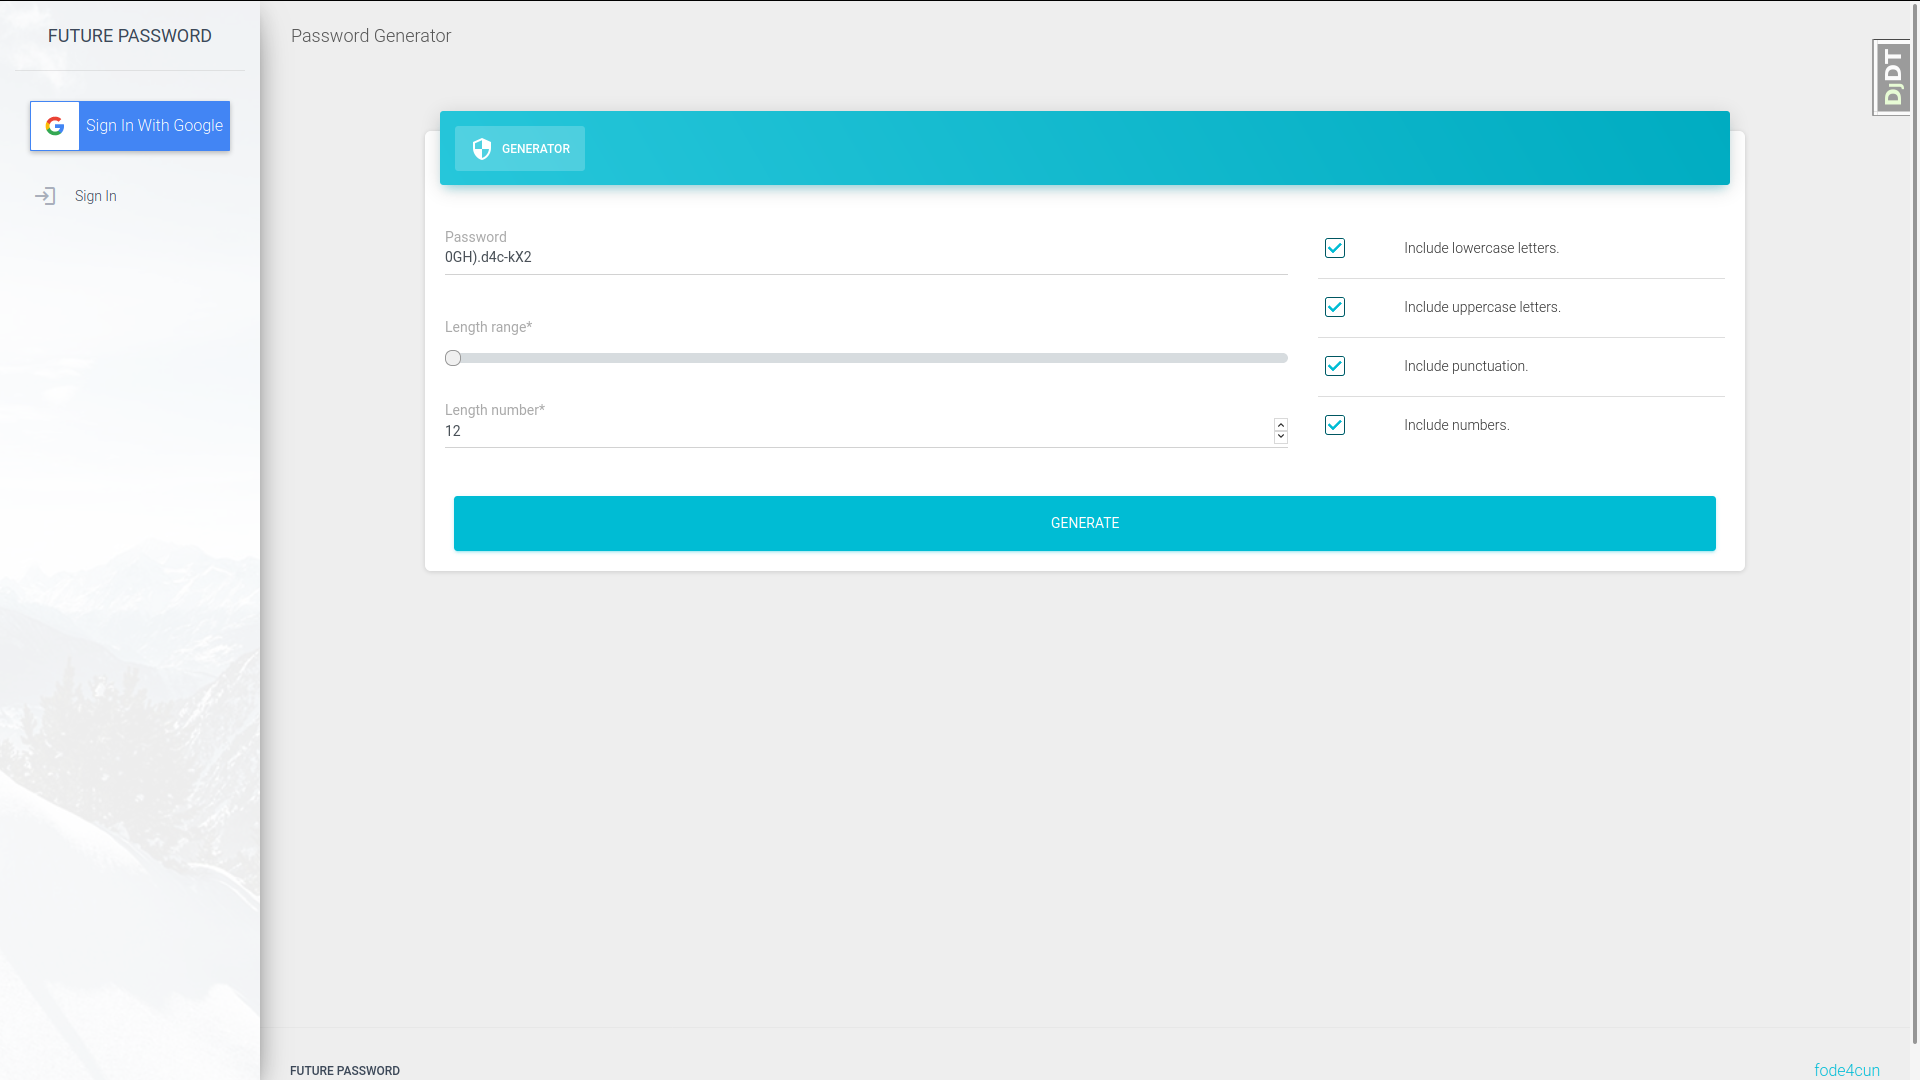 FUTURE PASSWORD
Sign In With Google
Sign In
Password Generator
DjDT
GENERATOR
Password
0GH).d4c-kX2
Length range*
Length number*
12
Include lowercase letters.
Include uppercase letters.
Include punctuation.
Include numbers.
GENERATE
FUTURE PASSWORD
fode4cun